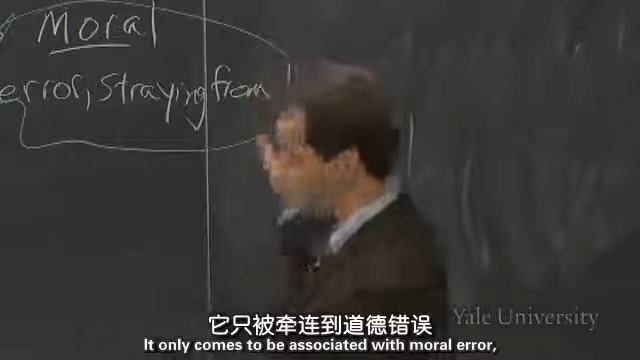 Moral
error, straying from
Yale University
它只被牵连到道德错误
It only comes to be associated with moral error,